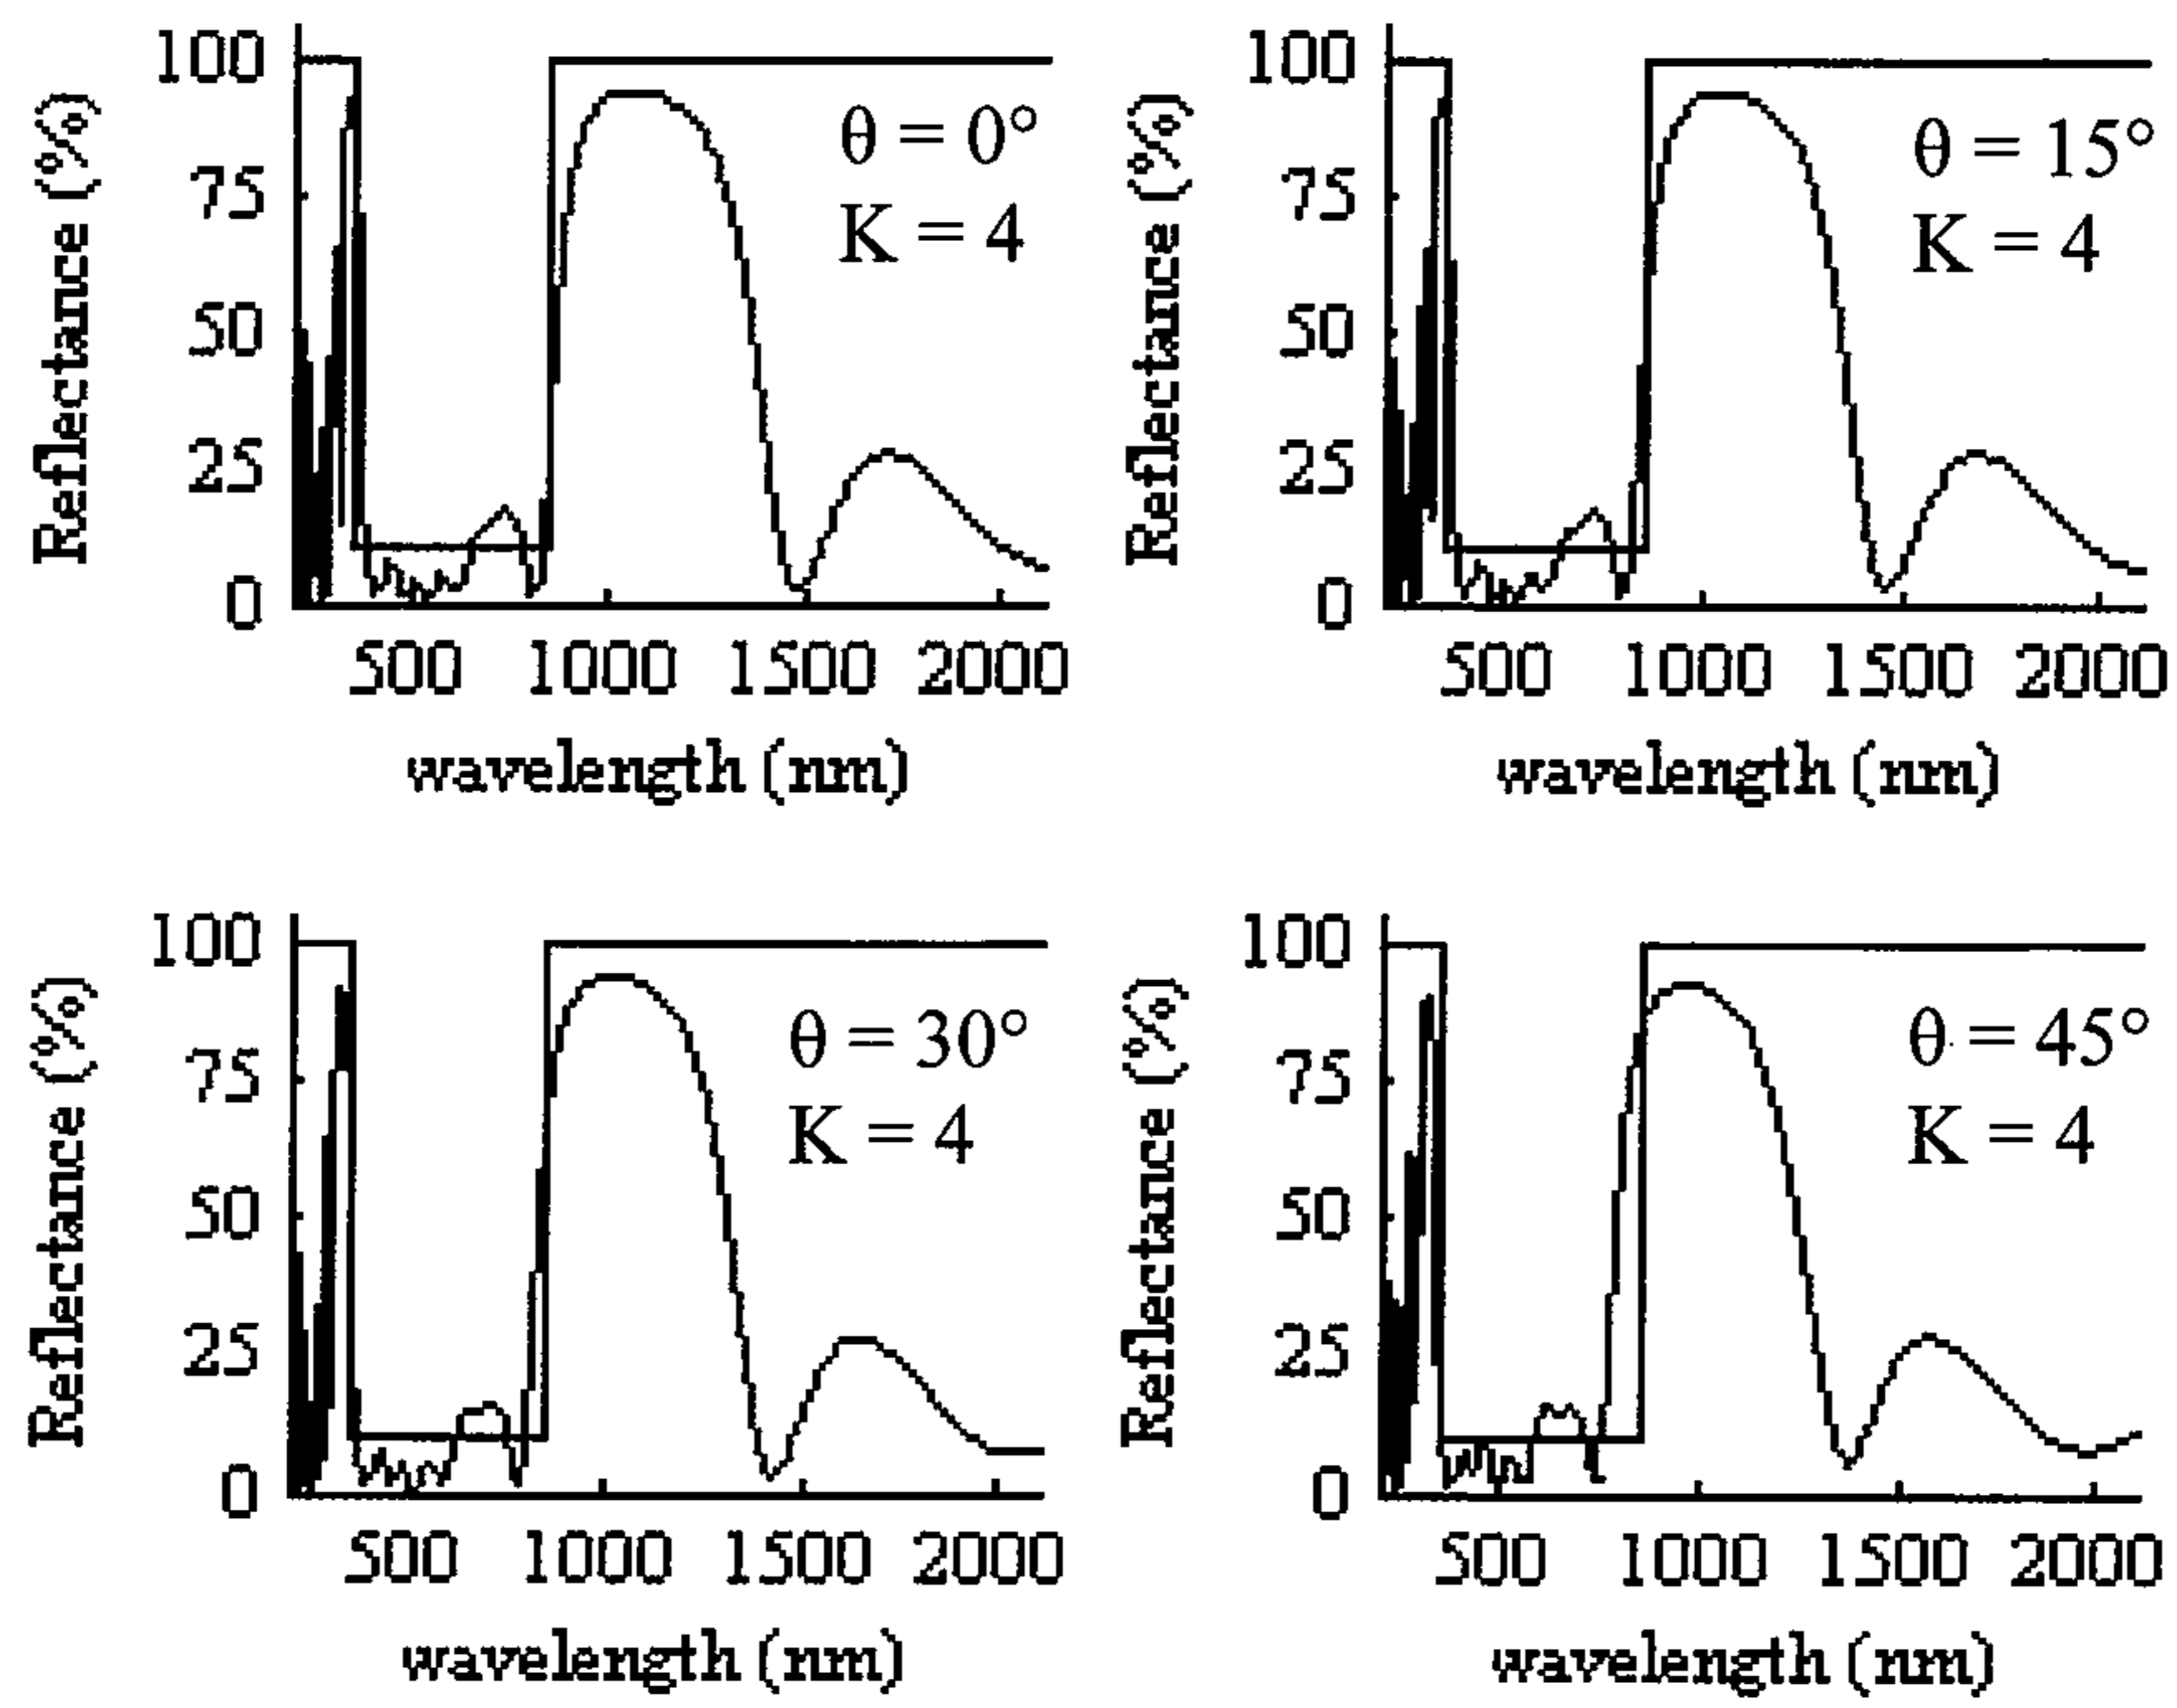 Reflectance (%)
100
75
50
25
0
θ = 0°
K = 4
500 1000 1500 2000
wavelength (nm)
Reflectance (%)
100
75
50
25
0
θ = 15°
K = 4
500 1000 1500 2000
wavelength (nm)
Reflectance (%)
100
75
50
25
0
θ = 30°
K = 4
500 1000 1500 2000
wavelength (nm)
Reflectance (%)
100
75
50
25
0
θ = 45°
K = 4
500 1000 1500 2000
wavelength (nm)